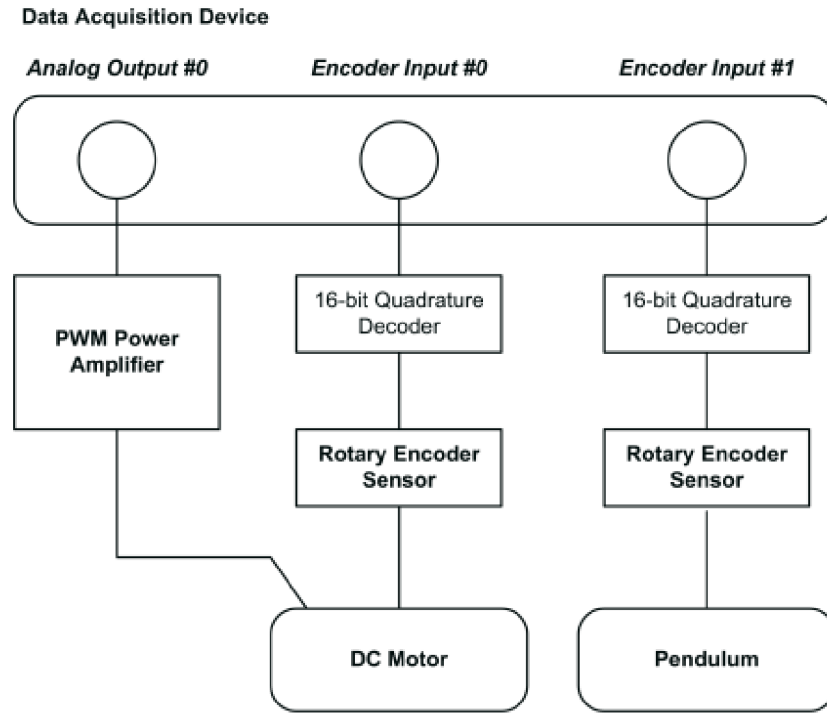 Data Acquisition Device
Analog Output #0
Encoder Input #0
Encoder Input #1
PWM Power
Amplifier
16-bit Quadrature
Decoder
16-bit Quadrature
Decoder
Rotary Encoder
Sensor
Rotary Encoder
Sensor
DC Motor
Pendulum